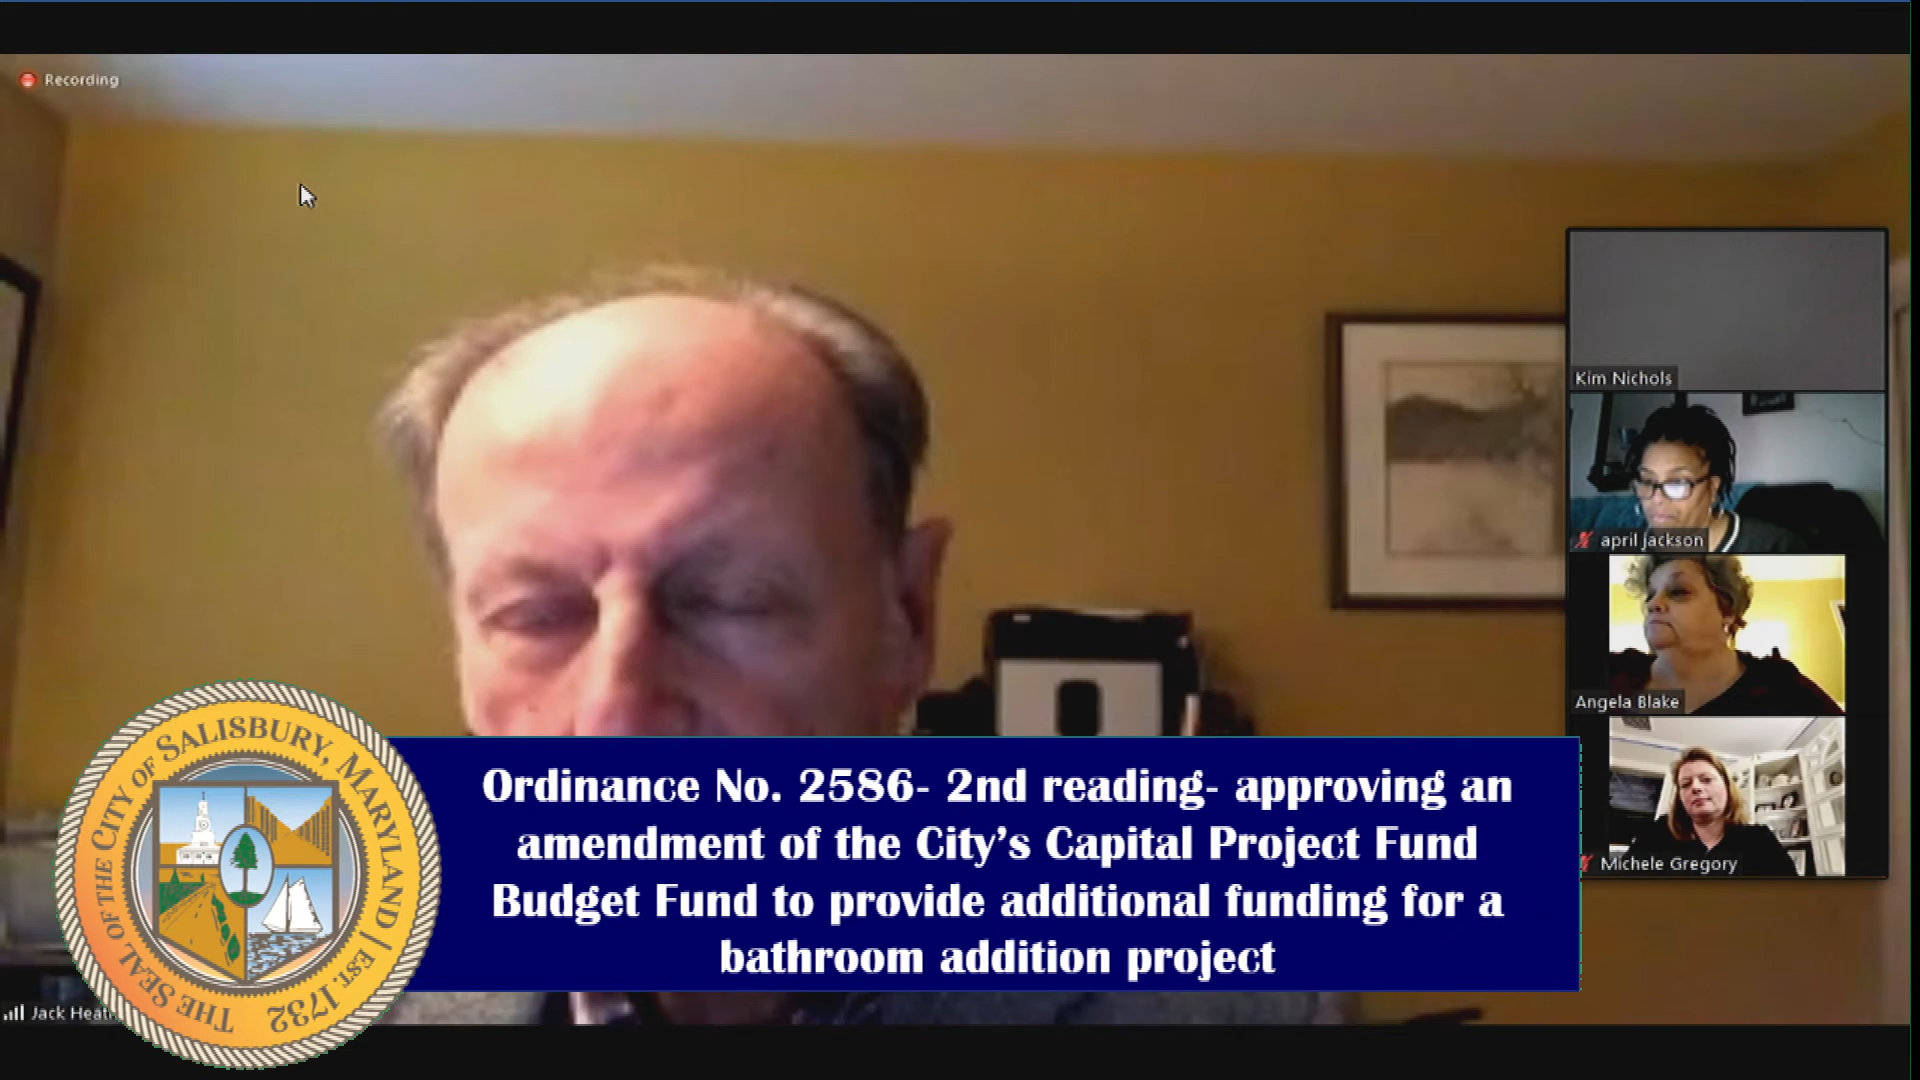 Recording
Kim Nichols
april jackson
Angela Blake
Michele Gregory
Ordinance No. 2586- 2nd reading- approving an
amendment of the City's Capital Project Fund
Budget Fund to provide additional funding for a
bathroom addition project
THE SEAL OF THE CITY OF SALISBURY, MARYLAND | EST. 1732
Jack Heath